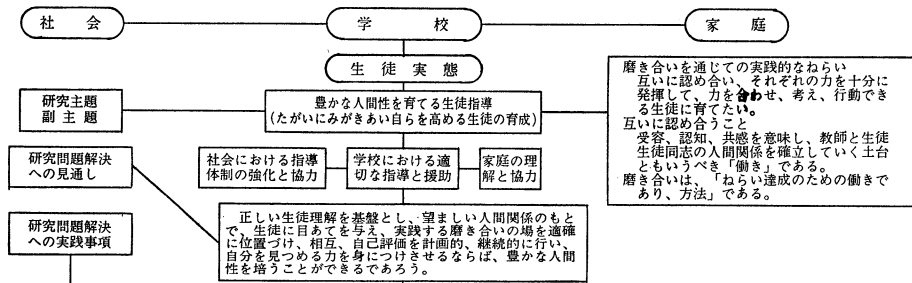 社会
学校
家庭
生徒実態
研究主題
副主題
豊かな人間性を育てる生徒指導
(たがいにみがきあい自らを高める生徒の育成)
磨き合いを通じての実践的なねらい
互いに認め合い、それぞれの力を十分に
発揮して、力を合わせ、考え、行動でき
る生徒に育てたい。
互いに認め合うこと
受容、認知、共感を意味し、教師と生徒
生徒同志の人間関係を確立していく土台
ともいうべき「働き」である。
磨き合いは、「ねらい達成のための働きで
あり、方法」である。
研究問題解決
への見通し
社会における指導
体制の強化と協力
学校における適
切な指導と援助
家庭の理
解と協力
正しい生徒理解を基盤とし、望ましい人間関係のもと
で、生徒に目あてを与え、実践する磨き合いの場を適確
に位置づけ、相互、自己評価を計画的、継続的に行い、
自分を見つめる力を身につけさせるならば、豊かな人間
性を培うことができるであろう。
研究問題解決
への実践事項